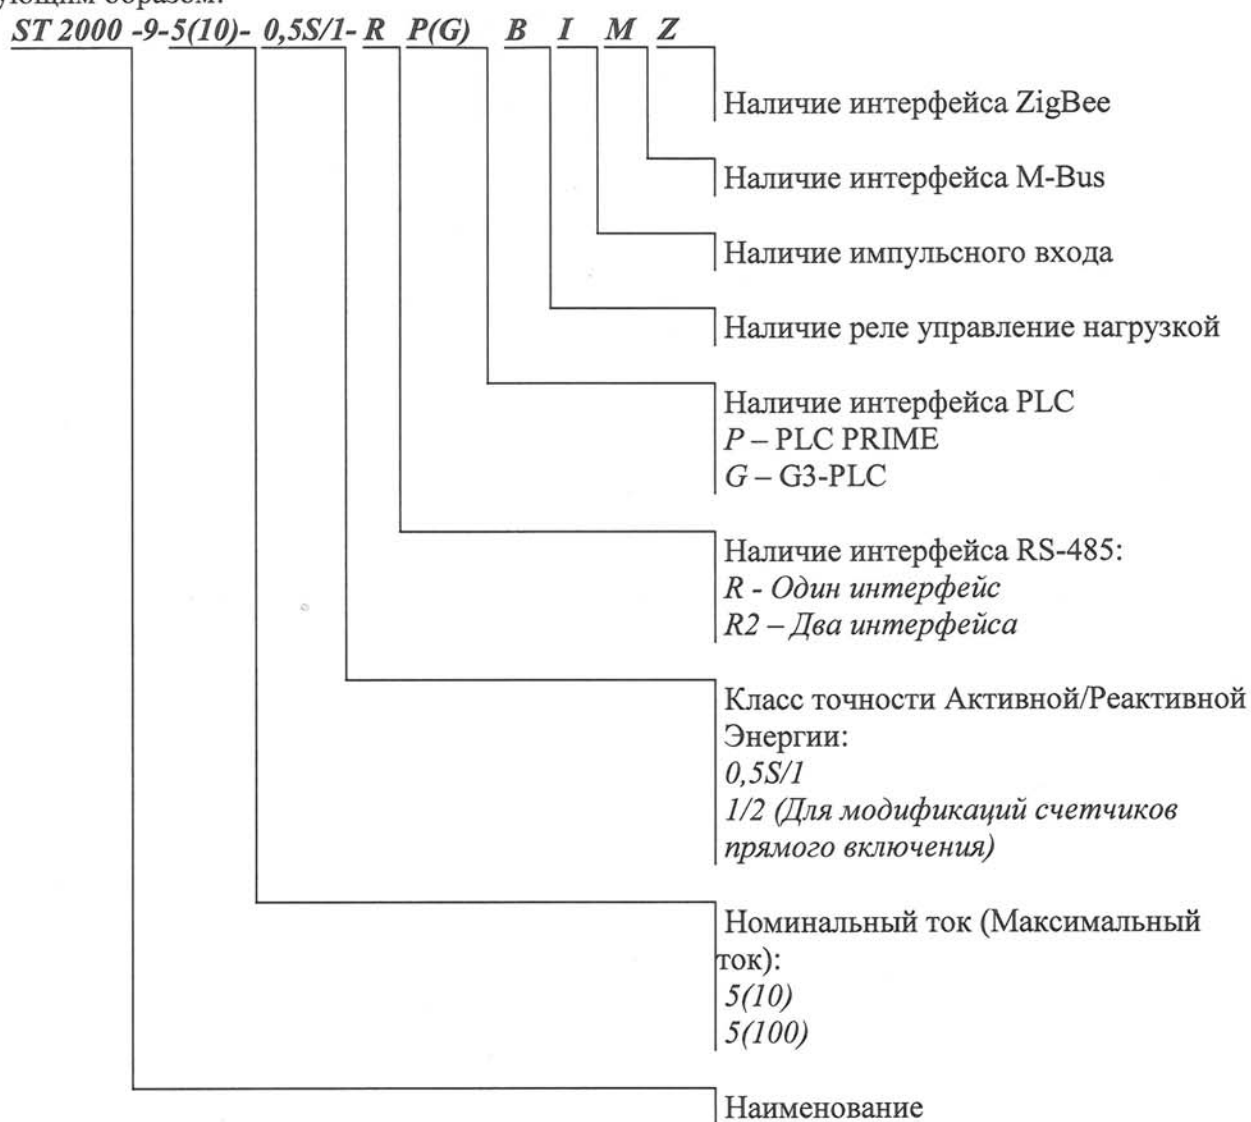 ующим образом:
ST 2000 -9-5(10)- 0,5S/1- R P(G) B I M Z
Наличие интерфейса ZigBee
Наличие интерфейса M-Bus
Наличие импульсного входа
Наличие реле управление нагрузкой
Наличие интерфейса PLC
P – PLC PRIME
G – G3-PLC
Наличие интерфейса RS-485:
R - Один интерфейс
R2 – Два интерфейса
Класс точности Активной/Реактивной
Энергии:
0,5S/1
1/2 (Для модификаций счетчиков
прямого включения)
Номинальный ток (Максимальный
ток):
5(10)
5(100)
Наименование